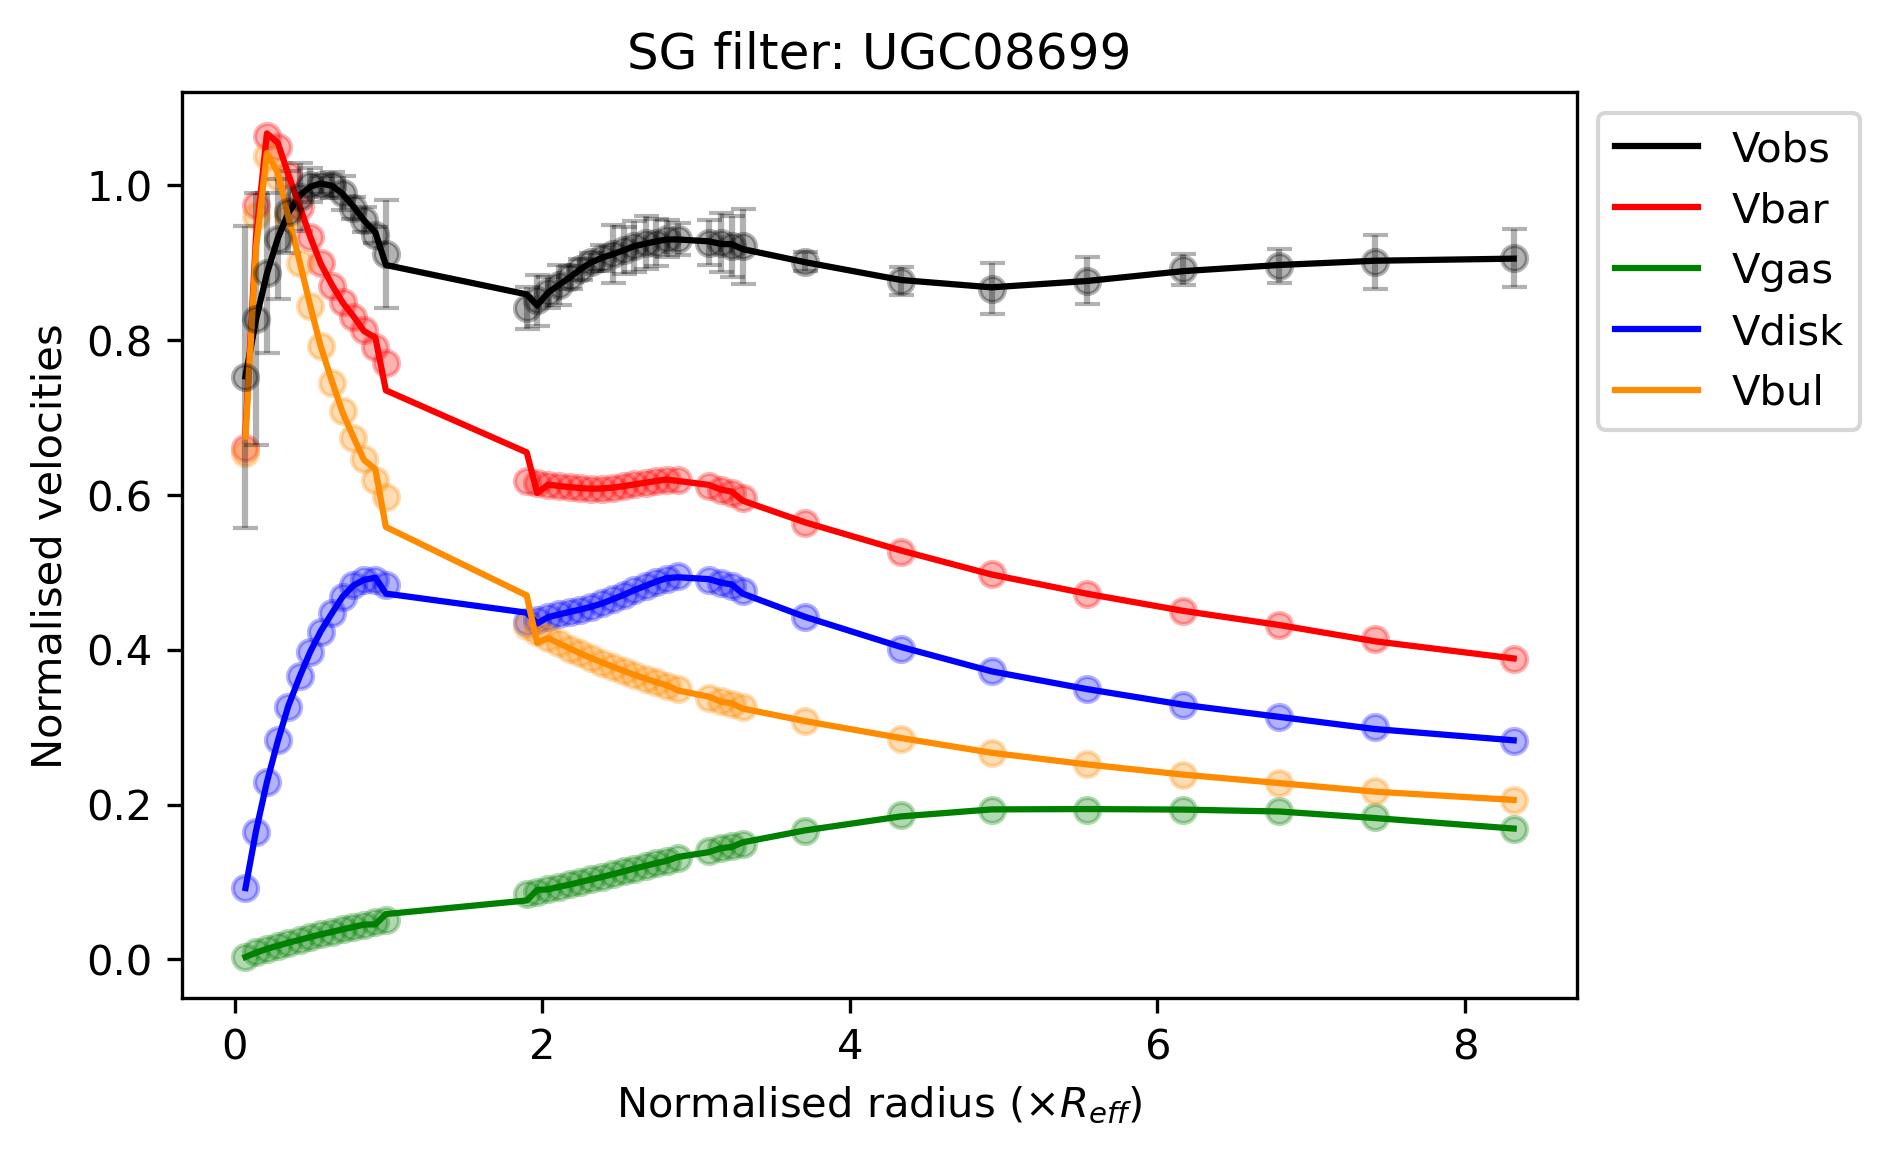 SG filter: UGC08699
Normalised velocities
1.0
0.8
0.6
0.4
0.2
0.0
0 2 4 6 8
Normalised radius (×R_eff)
Vobs
Vbar
Vgas
Vdisk
Vbul